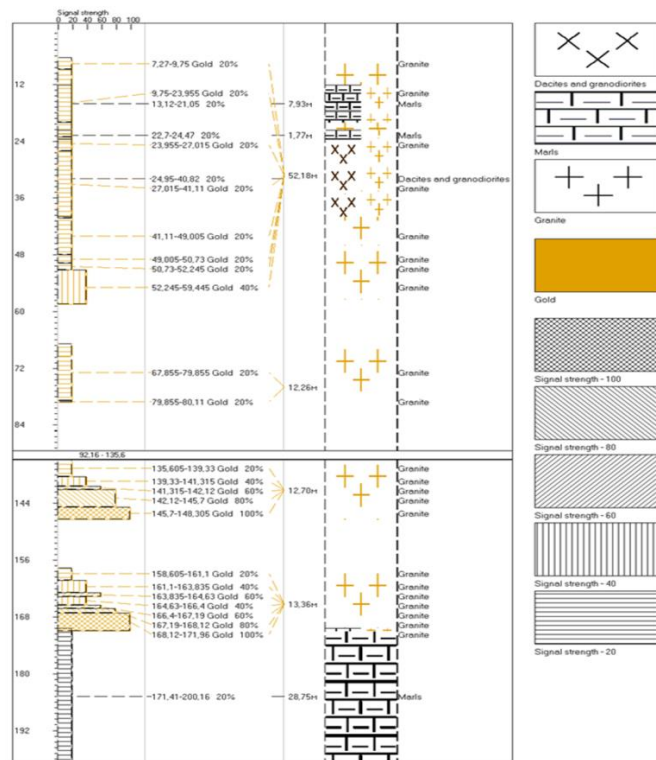 Signal strength
0 20 40 60 80 100
7,27-9,75 Gold 20% Granite
12
9,75-23,955 Gold 20% Granite
13,12-21,05 20% 7,93м Marls
22,7-24,47 20% 1,77м Marls
24
23,955-27,015 Gold 20% Granite
24,95-40,82 20% 52,18м Dacites and granodiorites
27,015-41,11 Gold 20% Granite
36
41,11-49,005 Gold 20% Granite
48
49,005-50,73 Gold 20% Granite
50,73-52,245 Gold 20% Granite
52,245-59,445 Gold 40% Granite
60
72
67,855-79,855 Gold 20% Granite
12,26м
79,855-80,11 Gold 20% Granite
84
92,16 - 135,6
135,605-139,33 Gold 20% Granite
139,33-141,315 Gold 40% Granite
141,315-142,12 Gold 60% 12,70м Granite
142,12-145,7 Gold 80% Granite
144
145,7-148,305 Gold 100% Granite
156
158,605-161,1 Gold 20% Granite
161,1-163,835 Gold 40% Granite
163,835-164,63 Gold 60% Granite
164,63-166,4 Gold 40% 13,36м Granite
166,4-167,19 Gold 60% Granite
168
167,19-168,12 Gold 80% Granite
168,12-171,96 Gold 100% Granite
180
171,41-200,16 20% 28,75м Marls
192
Dacites and granodiorites
Marls
Granite
Gold
Signal strength - 100
Signal strength - 80
Signal strength - 60
Signal strength - 40
Signal strength - 20